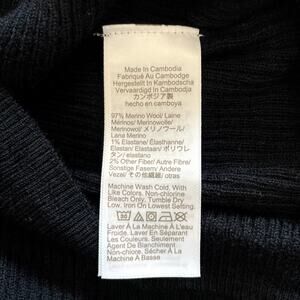 Made In Cambodia
Fabriqué Au Cambodge
Hergestellt In Kambodscha
Vervaardigd In Cambodja
カンボジア製
hecho en camboya
97% Merino Wool/ Laine
Mérinos/ Merinowolle/
Merinowol/ メリノウール/
Lana Merino
1% Elastane/ Élasthanne/
Elastan/ Elastaan/ ポリウレ
タン/ elastano
2% Other Fiber/ Autre Fibre/
Sonstige Fasern/ Andere
Vezel/ その他繊維/ otras
Machine Wash Cold, With
Like Colors. Non-chlorine
Bleach Only, Tumble Dry
Low. Iron On Lowest Setting.
Laver À La Machine À L'eau
Froide. Laver En Séparant
Les Couleurs. Seulement
Agent De Blanchiment
Non-chlore. Sécher À La
Machine À Basse